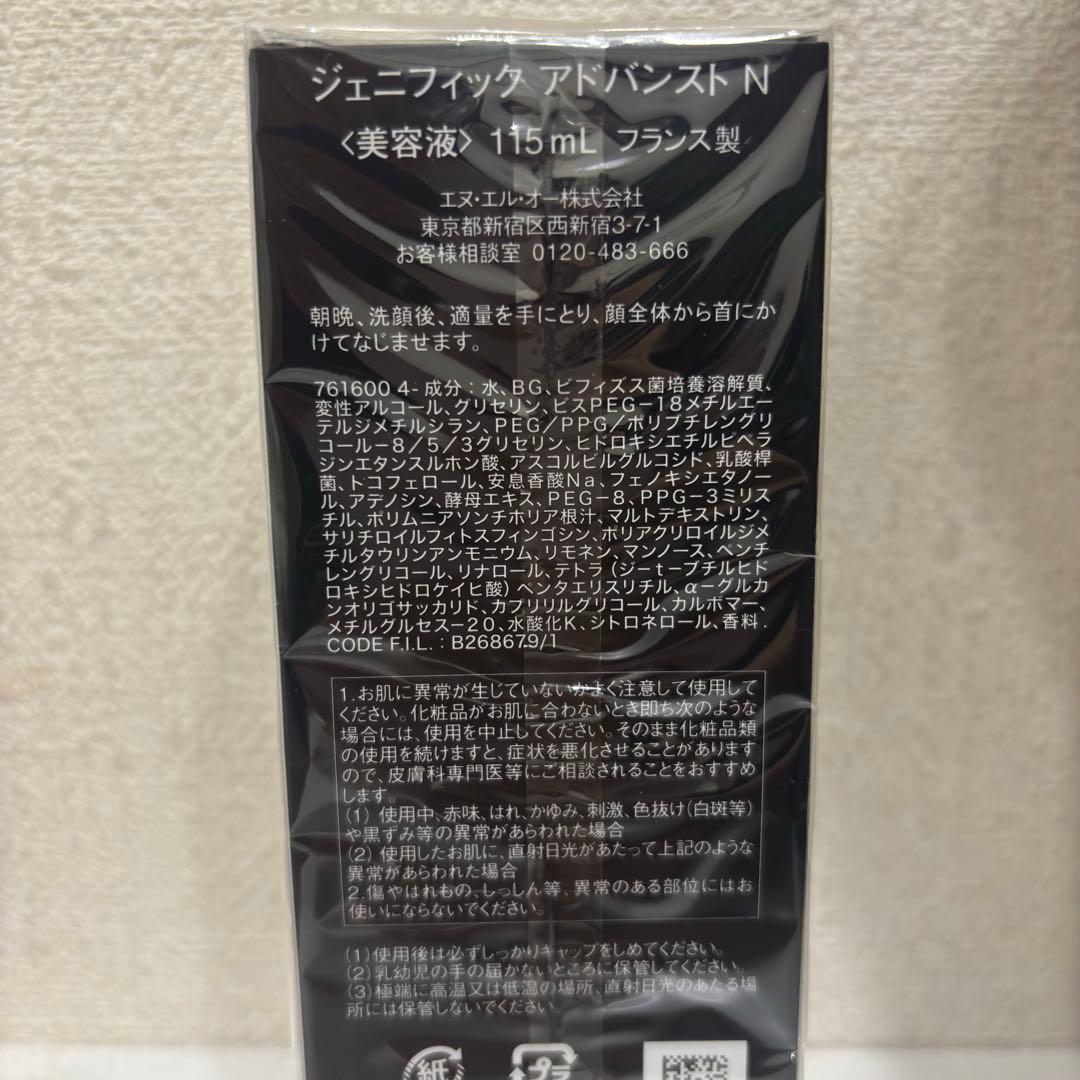 ジェニフィック アドバンスト N
〈美容液〉 115mL フランス製
エヌ・エル・オー株式会社
東京都新宿区西新宿3-7-1
お客様相談室 0120-483-666
朝晩、洗顔後、適量を手にとり、顔全体から首にか
けてなじませます。
761600 4- 成分：水、BG、ビフィズス菌培養溶解質、
変性アルコール、グリセリン、ビスPEG－18メチルエー
テルジメチルシラン、PEG／PPG／ポリブチレングリ
コール－8／5／3グリセリン、ヒドロキシエチルピペラ
ジンエタンスルホン酸、アスコルビルグルコシド、乳酸桿
菌、トコフェロール、安息香酸Na、フェノキシエタノー
ル、アデノシン、酵母エキス、PEG－8、PPG－3ミリス
チル、ポリムニアソンチホリア根汁、マルトデキストリン、
サリチロイルフィトスフィンゴシン、ポリアクリロイルジメ
チルタウリンアンモニウム、リモネン、マンノース、ペンチ
レングリコール、リナロール、テトラ（ジーｔーブチルヒド
ロキシヒドロケイヒ酸）ペンタエリスリチル、α－グルカ
ンオリゴサッカリド、カプリリルグリコール、カルボマー、
メチルグルセス－20、水酸化K、シトロネロール、香料．
CODE F.I.L.：B268679/1
1.お肌に異常が生じていないかよく注意して使用して
ください。化粧品がお肌に合わないとき即ち次のような
場合には、使用を中止してください。そのまま化粧品類
の使用を続けますと、症状を悪化させることがあります
ので、皮膚科専門医等にご相談されることをおすすめ
します。
(1) 使用中、赤味、はれ、かゆみ、刺激、色抜け(白斑等)
や黒ずみ等の異常があらわれた場合
(2) 使用したお肌に、直射日光があたって上記のような
異常があらわれた場合
2.傷やはれもの、しっしん等、異常のある部位にはお
使いにならないでください。
(1)使用後は必ずしっかりキャップをしめてください。
(2)乳幼児の手の届かないところに保管してください。
(3)極端に高温又は低温の場所、直射日光のあたる場
所には保管しないでください。
紙 プラ